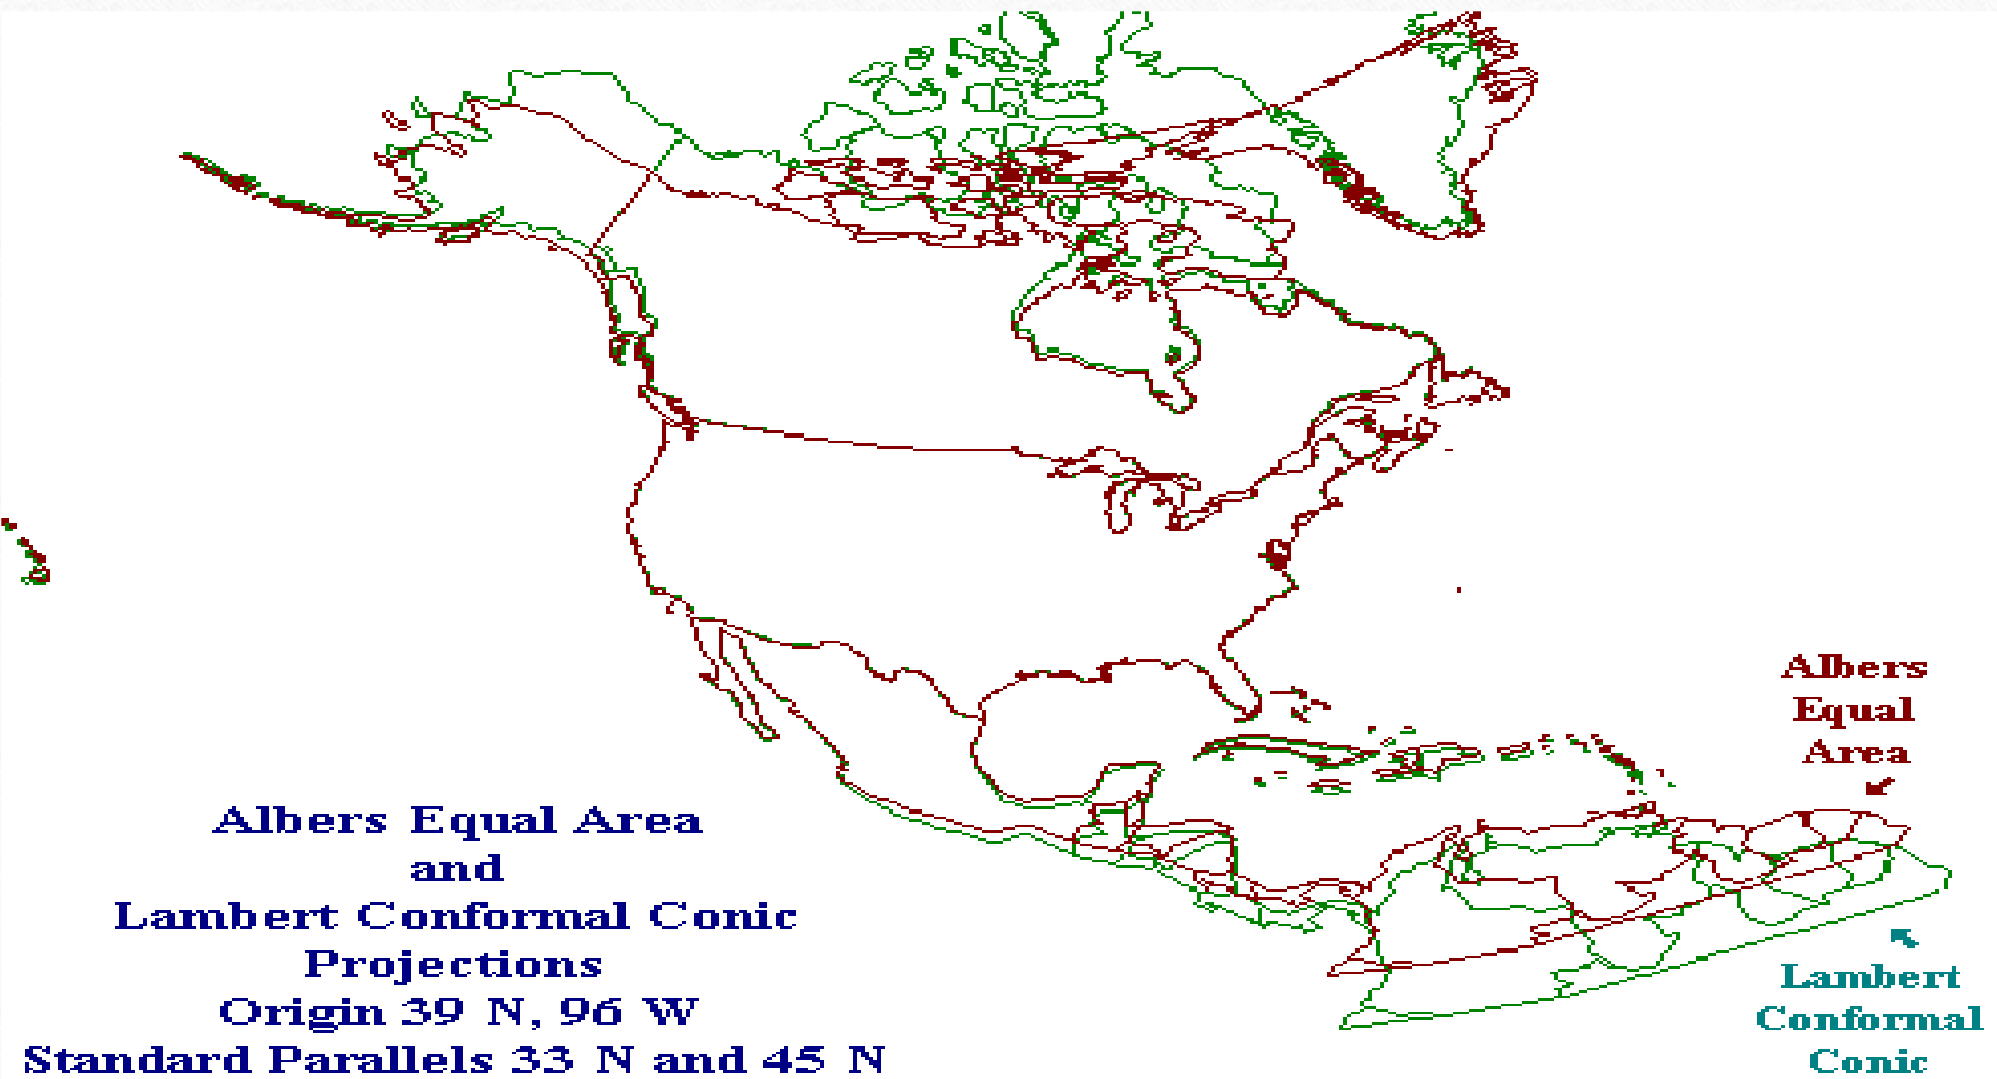 Albers
Equal
Area
Albers Equal Area
and
Lambert Conformal Conic
Projections
Origin 39 N, 96 W
Standard Parallels 33 N and 45 N
Lambert
Conformal
Conic